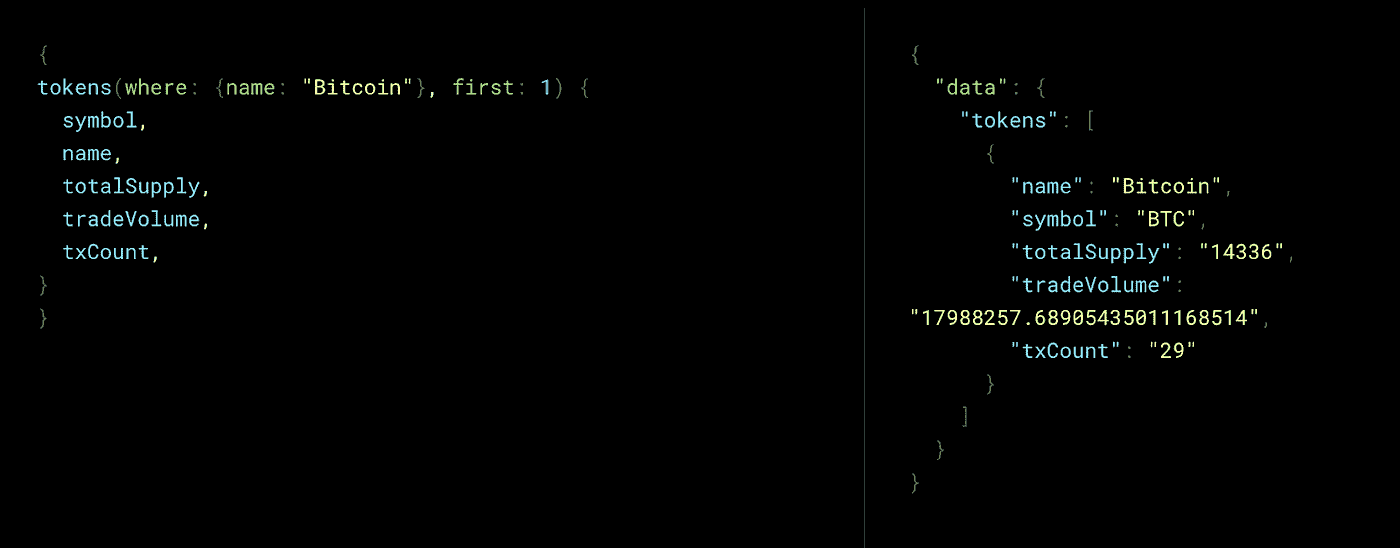 {
tokens(where: {name: "Bitcoin"}, first: 1) {
symbol,
name,
totalSupply,
tradeVolume,
txCount,
}
}
{
"data": {
"tokens": [
{
"name": "Bitcoin",
"symbol": "BTC",
"totalSupply": "14336",
"tradeVolume":
"17988257.68905435011168514",
"txCount": "29"
}
]
}
}